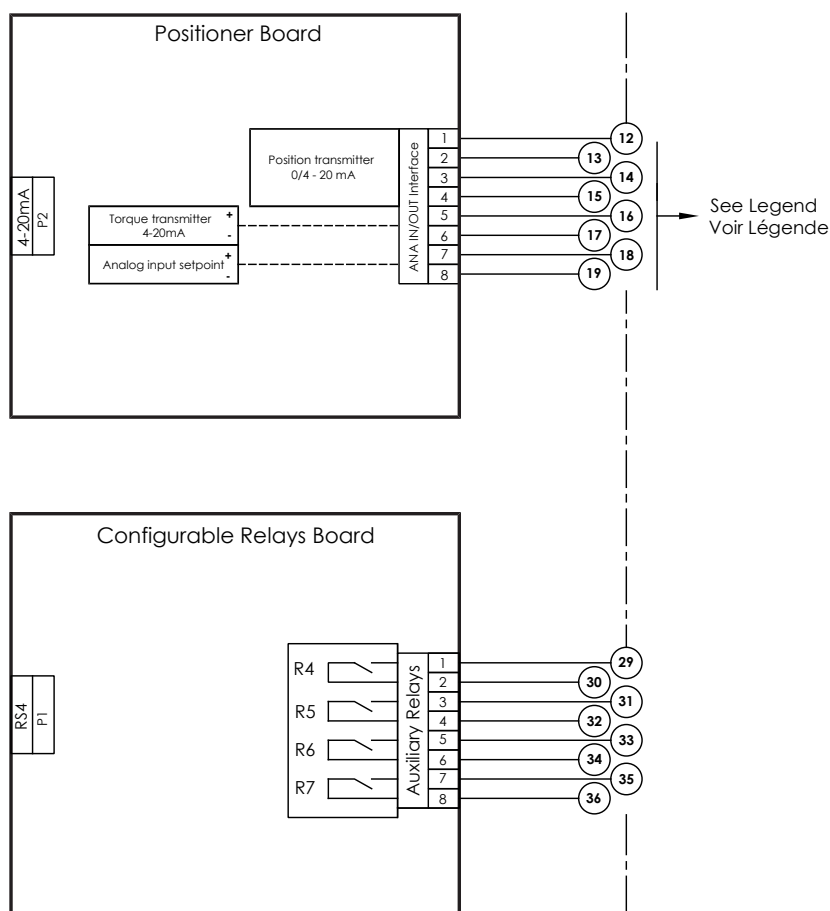 Positioner Board
Position transmitter
0/4 - 20 mA
Torque transmitter
4-20mA
+
-
Analog input setpoint
+
-
4-20mA
P2
ANA IN/OUT Interface
1
2
3
4
5
6
7
8
12
13
14
15
16
17
18
19
See Legend
Voir Légende
Configurable Relays Board
RS4
P1
R4
R5
R6
R7
Auxiliary Relays
1
2
3
4
5
6
7
8
29
30
31
32
33
34
35
36